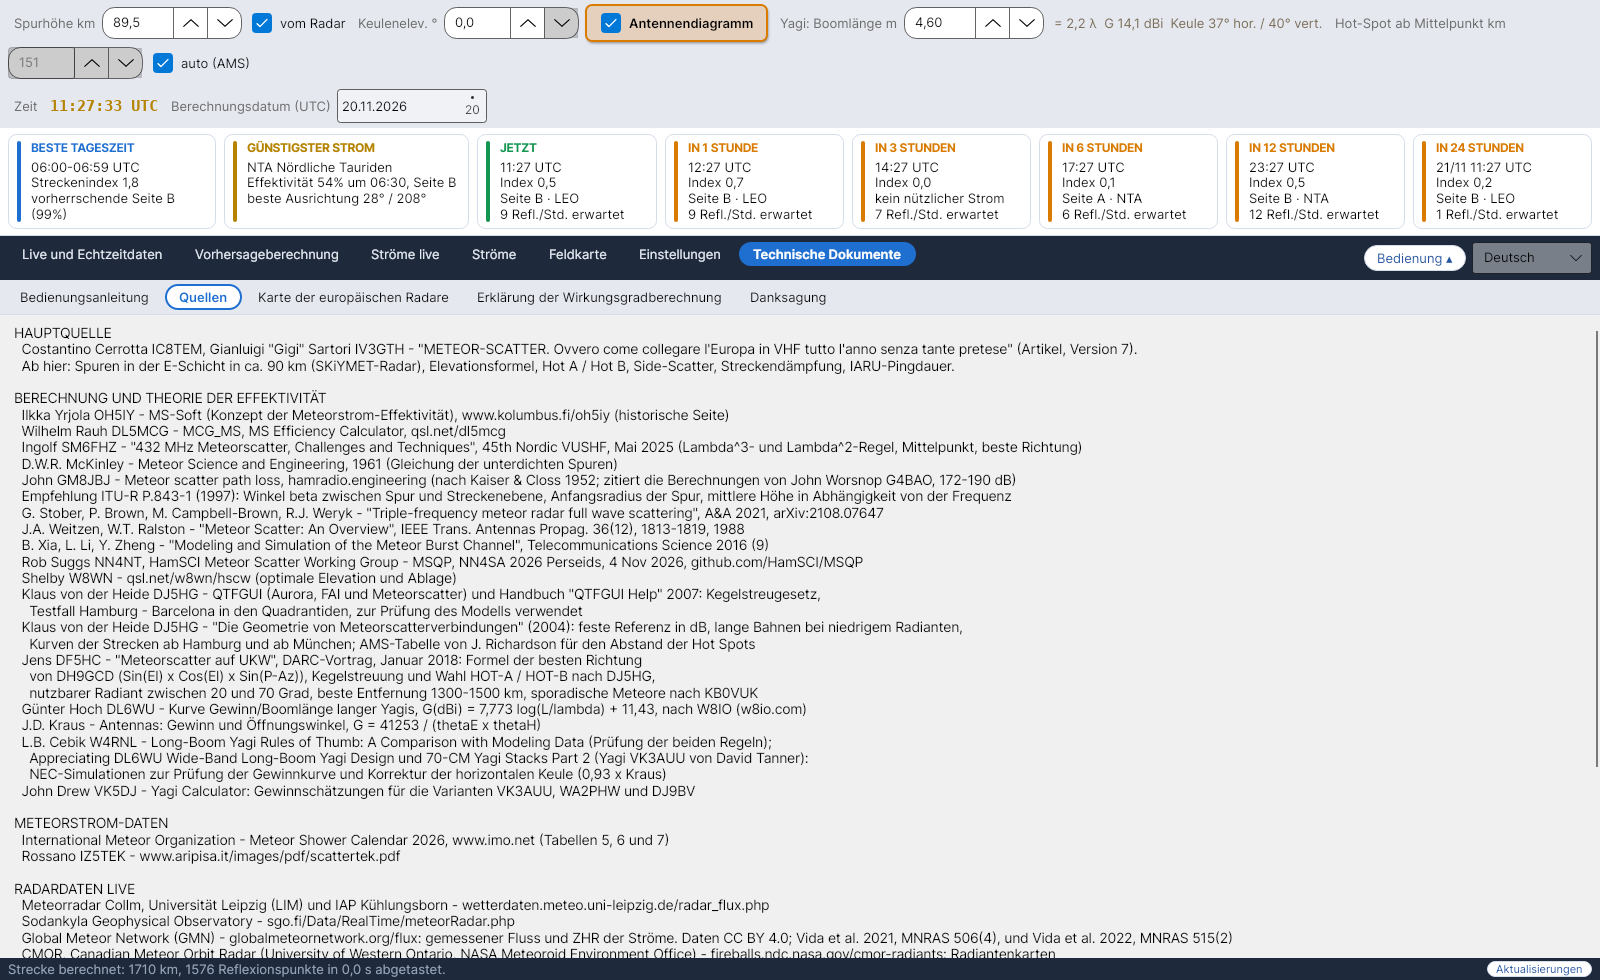 Spurhöhe km 89,5 vom Radar Keulenelev. ° 0,0 Antennendiagramm Yagi: Boomlänge m 4,60 = 2,2 λ G 14,1 dBi Keule 37° hor. / 40° vert. Hot-Spot ab Mittelpunkt km
151 auto (AMS)
Zeit 11:27:33 UTC Berechnungsdatum (UTC) 20.11.2026 20
BESTE TAGESZEIT
06:00-06:59 UTC
Streckenindex 1,8
vorherrschende Seite B
(99%)
GÜNSTIGSTER STROM
NTA Nördliche Tauriden
Effektivität 54% um 06:30, Seite B
beste Ausrichtung 28° / 208°
JETZT
11:27 UTC
Index 0,5
Seite B · LEO
9 Refl./Std. erwartet
IN 1 STUNDE
12:27 UTC
Index 0,7
Seite B · LEO
9 Refl./Std. erwartet
IN 3 STUNDEN
14:27 UTC
Index 0,0
kein nützlicher Strom
7 Refl./Std. erwartet
IN 6 STUNDEN
17:27 UTC
Index 0,1
Seite A · NTA
6 Refl./Std. erwartet
IN 12 STUNDEN
23:27 UTC
Index 0,5
Seite B · NTA
12 Refl./Std. erwartet
IN 24 STUNDEN
21/11 11:27 UTC
Index 0,2
Seite B · LEO
1 Refl./Std. erwartet
Live und Echtzeitdaten Vorhersageberechnung Ströme live Ströme Feldkarte Einstellungen Technische Dokumente Bedienung ▴ Deutsch
Bedienungsanleitung Quellen Karte der europäischen Radare Erklärung der Wirkungsgradberechnung Danksagung
HAUPTQUELLE
Costantino Cerrotta IC8TEM, Gianluigi "Gigi" Sartori IV3GTH - "METEOR-SCATTER. Ovvero come collegare l'Europa in VHF tutto l'anno senza tante pretese" (Artikel, Version 7).
Ab hier: Spuren in der E-Schicht in ca. 90 km (SKiYMET-Radar), Elevationsformel, Hot A / Hot B, Side-Scatter, Streckendämpfung, IARU-Pingdauer.
BERECHNUNG UND THEORIE DER EFFEKTIVITÄT
Ilkka Yrjola OH5IY - MS-Soft (Konzept der Meteorstrom-Effektivität), www.kolumbus.fi/oh5iy (historische Seite)
Wilhelm Rauh DL5MCG - MCG_MS, MS Efficiency Calculator, qsl.net/dl5mcg
Ingolf SM6FHZ - "432 MHz Meteorscatter, Challenges and Techniques", 45th Nordic VUSHF, Mai 2025 (Lambda^3- und Lambda^2-Regel, Mittelpunkt, beste Richtung)
D.W.R. McKinley - Meteor Science and Engineering, 1961 (Gleichung der unterdichten Spuren)
John GM8JBJ - Meteor scatter path loss, hamradio.engineering (nach Kaiser & Closs 1952; zitiert die Berechnungen von John Worsnop G4BAO, 172-190 dB)
Empfehlung ITU-R P.843-1 (1997): Winkel beta zwischen Spur und Streckenebene, Anfangsradius der Spur, mittlere Höhe in Abhängigkeit von der Frequenz
G. Stober, P. Brown, M. Campbell-Brown, R.J. Weryk - "Triple-frequency meteor radar full wave scattering", A&A 2021, arXiv:2108.07647
J.A. Weitzen, W.T. Ralston - "Meteor Scatter: An Overview", IEEE Trans. Antennas Propag. 36(12), 1813-1819, 1988
B. Xia, L. Li, Y. Zheng - "Modeling and Simulation of the Meteor Burst Channel", Telecommunications Science 2016 (9)
Rob Suggs NN4NT, HamSCI Meteor Scatter Working Group - MSQP, NN4SA 2026 Perseids, 4 Nov 2026, github.com/HamSCI/MSQP
Shelby W8WN - qsl.net/w8wn/hscw (optimale Elevation und Ablage)
Klaus von der Heide DJ5HG - QTFGUI (Aurora, FAI und Meteorscatter) und Handbuch "QTFGUI Help" 2007: Kegelstreugesetz,
Testfall Hamburg - Barcelona in den Quadrantiden, zur Prüfung des Modells verwendet
Klaus von der Heide DJ5HG - "Die Geometrie von Meteorscatterverbindungen" (2004): feste Referenz in dB, lange Bahnen bei niedrigem Radianten,
Kurven der Strecken ab Hamburg und ab München; AMS-Tabelle von J. Richardson für den Abstand der Hot Spots
Jens DF5HC - "Meteorscatter auf UKW", DARC-Vortrag, Januar 2018: Formel der besten Richtung
von DH9GCD (Sin(El) x Cos(El) x Sin(P-Az)), Kegelstreuung und Wahl HOT-A / HOT-B nach DJ5HG,
nutzbarer Radiant zwischen 20 und 70 Grad, beste Entfernung 1300-1500 km, sporadische Meteore nach KB0VUK
Günter Hoch DL6WU - Kurve Gewinn/Boomlänge langer Yagis, G(dBi) = 7,773 log(L/lambda) + 11,43, nach W8IO (w8io.com)
J.D. Kraus - Antennas: Gewinn und Öffnungswinkel, G = 41253 / (thetaE x thetaH)
L.B. Cebik W4RNL - Long-Boom Yagi Rules of Thumb: A Comparison with Modeling Data (Prüfung der beiden Regeln);
Appreciating DL6WU Wide-Band Long-Boom Yagi Design und 70-CM Yagi Stacks Part 2 (Yagi VK3AUU von David Tanner):
NEC-Simulationen zur Prüfung der Gewinnkurve und Korrektur der horizontalen Keule (0,93 x Kraus)
John Drew VK5DJ - Yagi Calculator: Gewinnschätzungen für die Varianten VK3AUU, WA2PHW und DJ9BV
METEORSTROM-DATEN
International Meteor Organization - Meteor Shower Calendar 2026, www.imo.net (Tabellen 5, 6 und 7)
Rossano IZ5TEK - www.aripisa.it/images/pdf/scattertek.pdf
RADARDATEN LIVE
Meteorradar Collm, Universität Leipzig (LIM) und IAP Kühlungsborn - wetterdaten.meteo.uni-leipzig.de/radar_flux.php
Sodankyla Geophysical Observatory - sgo.fi/Data/RealTime/meteorRadar.php
Global Meteor Network (GMN) - globalmeteornetwork.org/flux: gemessener Fluss und ZHR der Ströme. Daten CC BY 4.0; Vida et al. 2021, MNRAS 506(4), und Vida et al. 2022, MNRAS 515(2)
CMOR, Canadian Meteor Orbit Radar (University of Western Ontario, NASA Meteoroid Environment Office) - fireballs.ndc.nasa.gov/cmor-radiants: Radiantenkarten
Strecke berechnet: 1710 km, 1576 Reflexionspunkte in 0,0 s abgetastet. Aktualisierungen